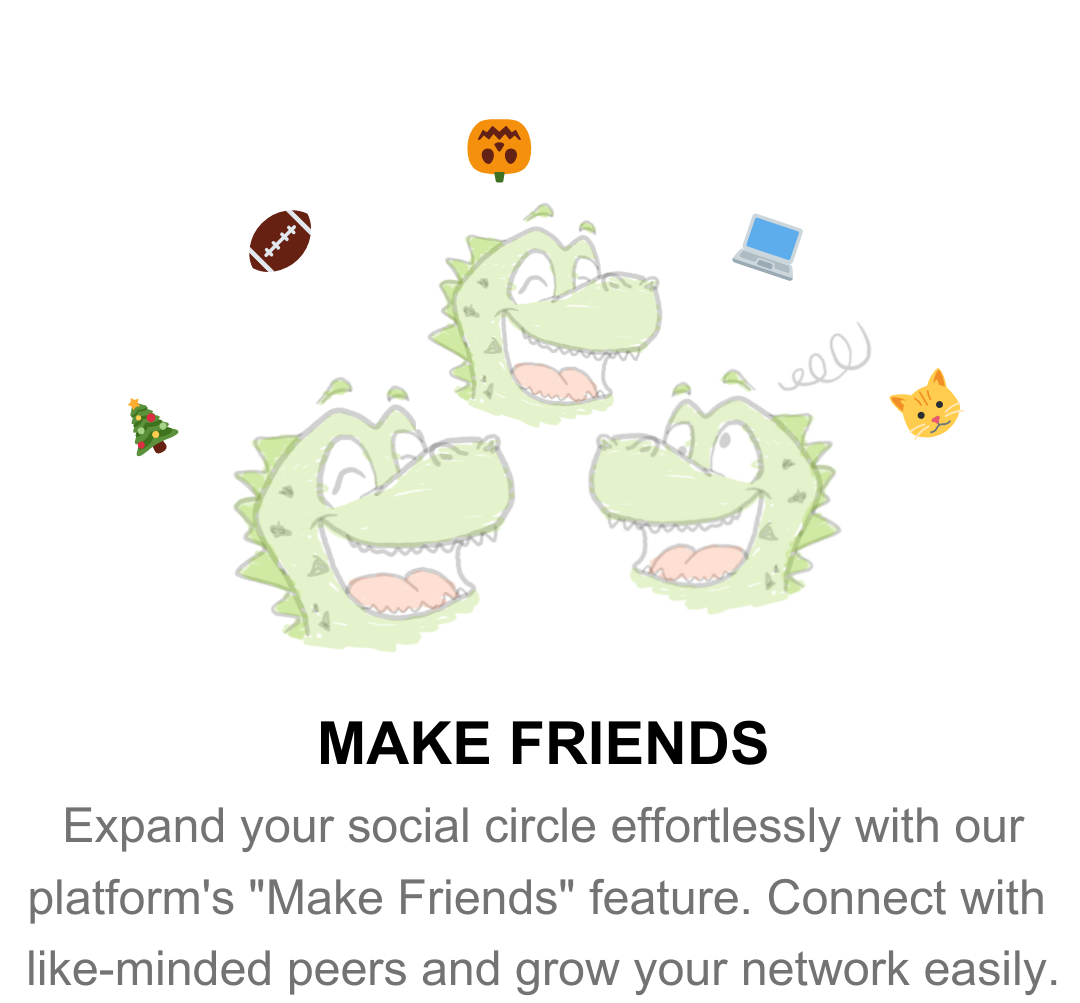 MAKE FRIENDS
Expand your social circle effortlessly with our
platform's "Make Friends" feature. Connect with
like-minded peers and grow your network easily.